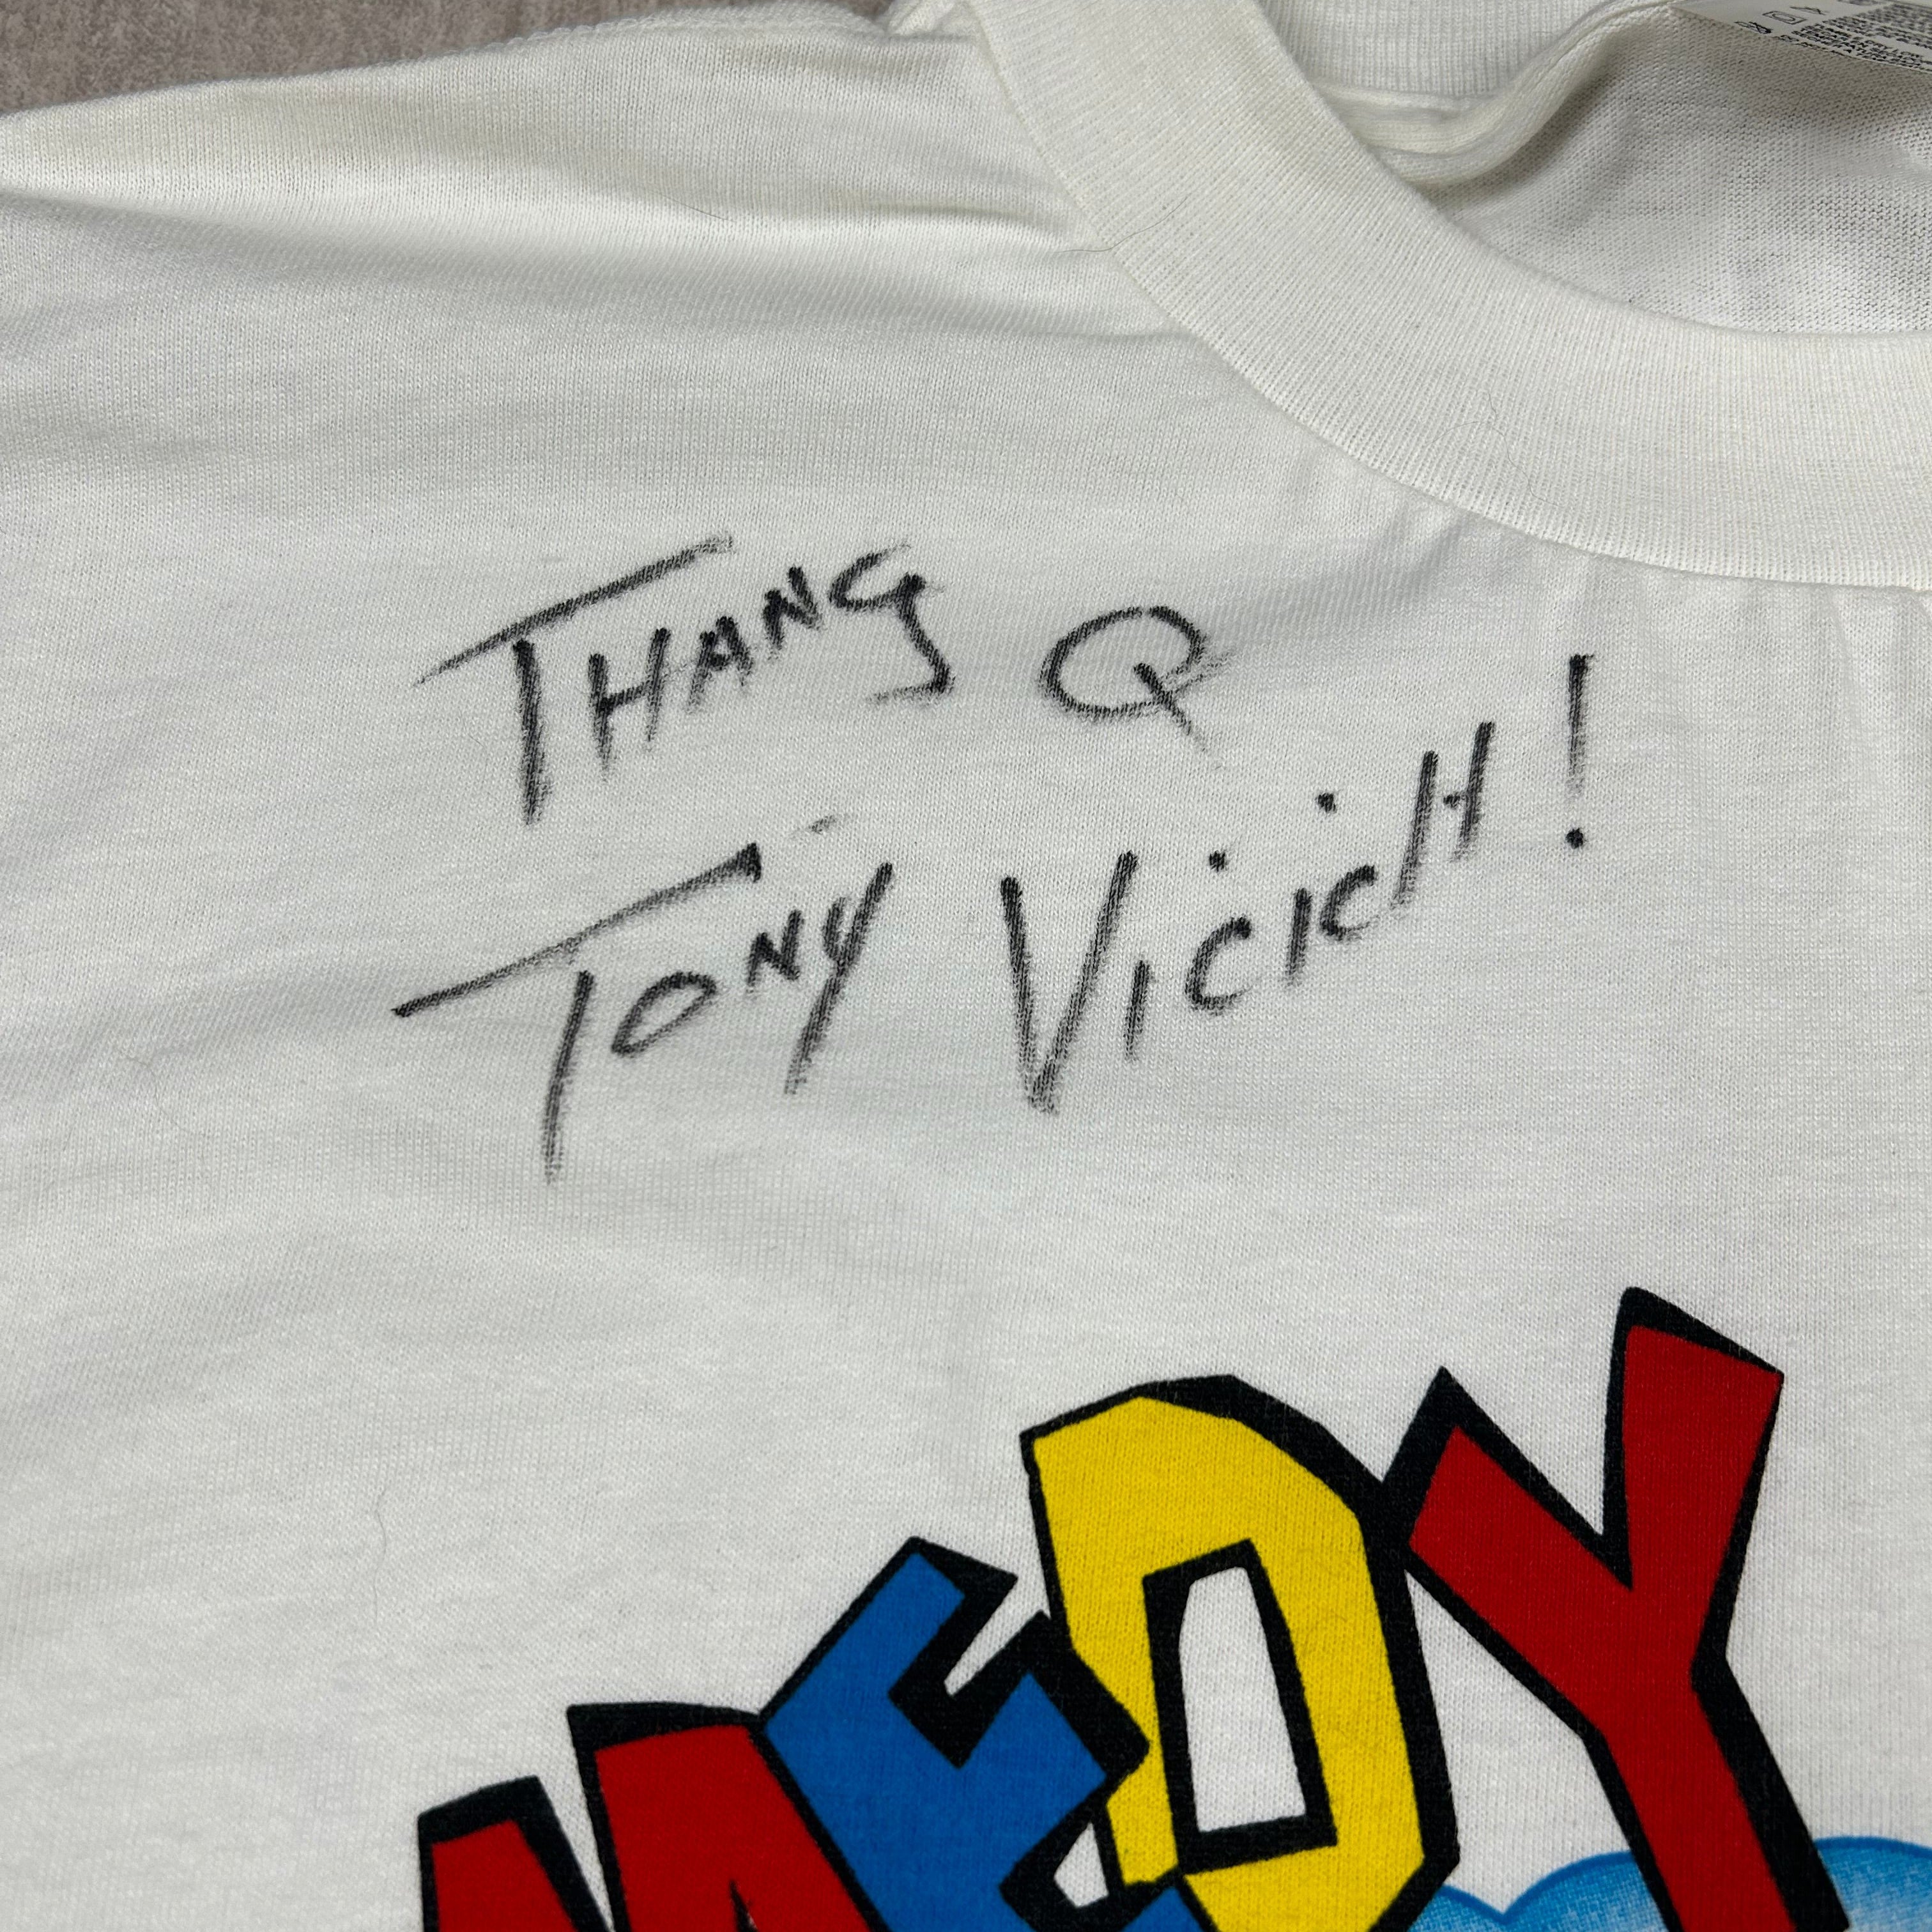 THANG Q
TONY VICICH!
MEDY